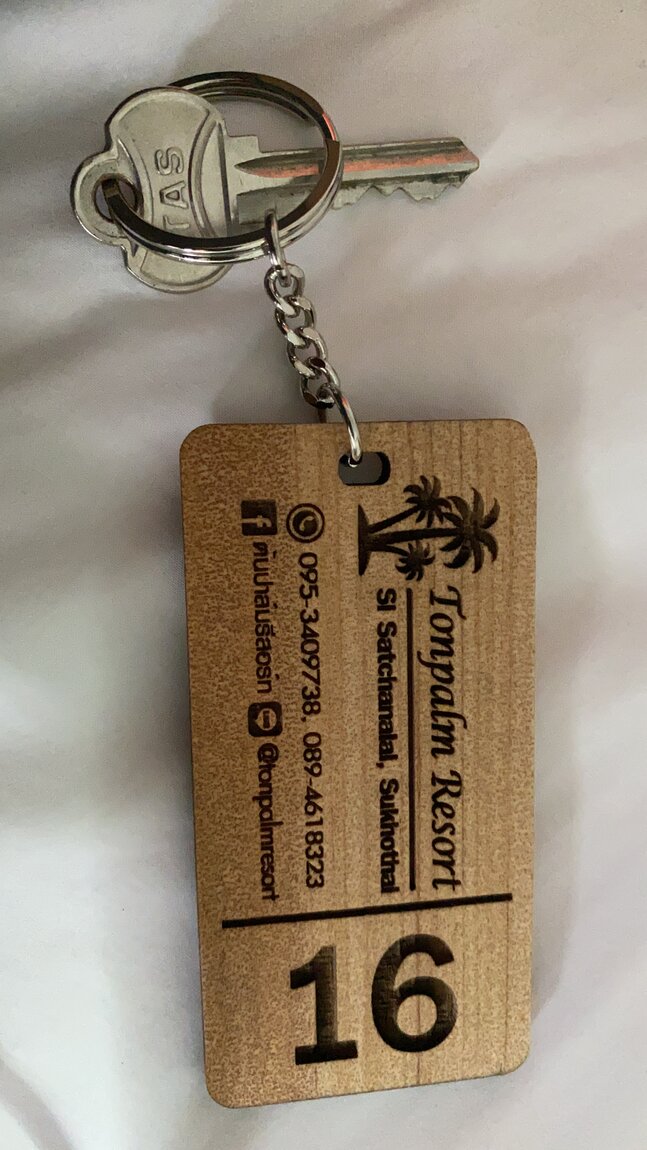 TAS
Tonpalm Resort
Si Satchanalai, Sukhothai
095-3409738, 089-4618323
ต้นปาล์มรีสอร์ท @tonpalmresort
16